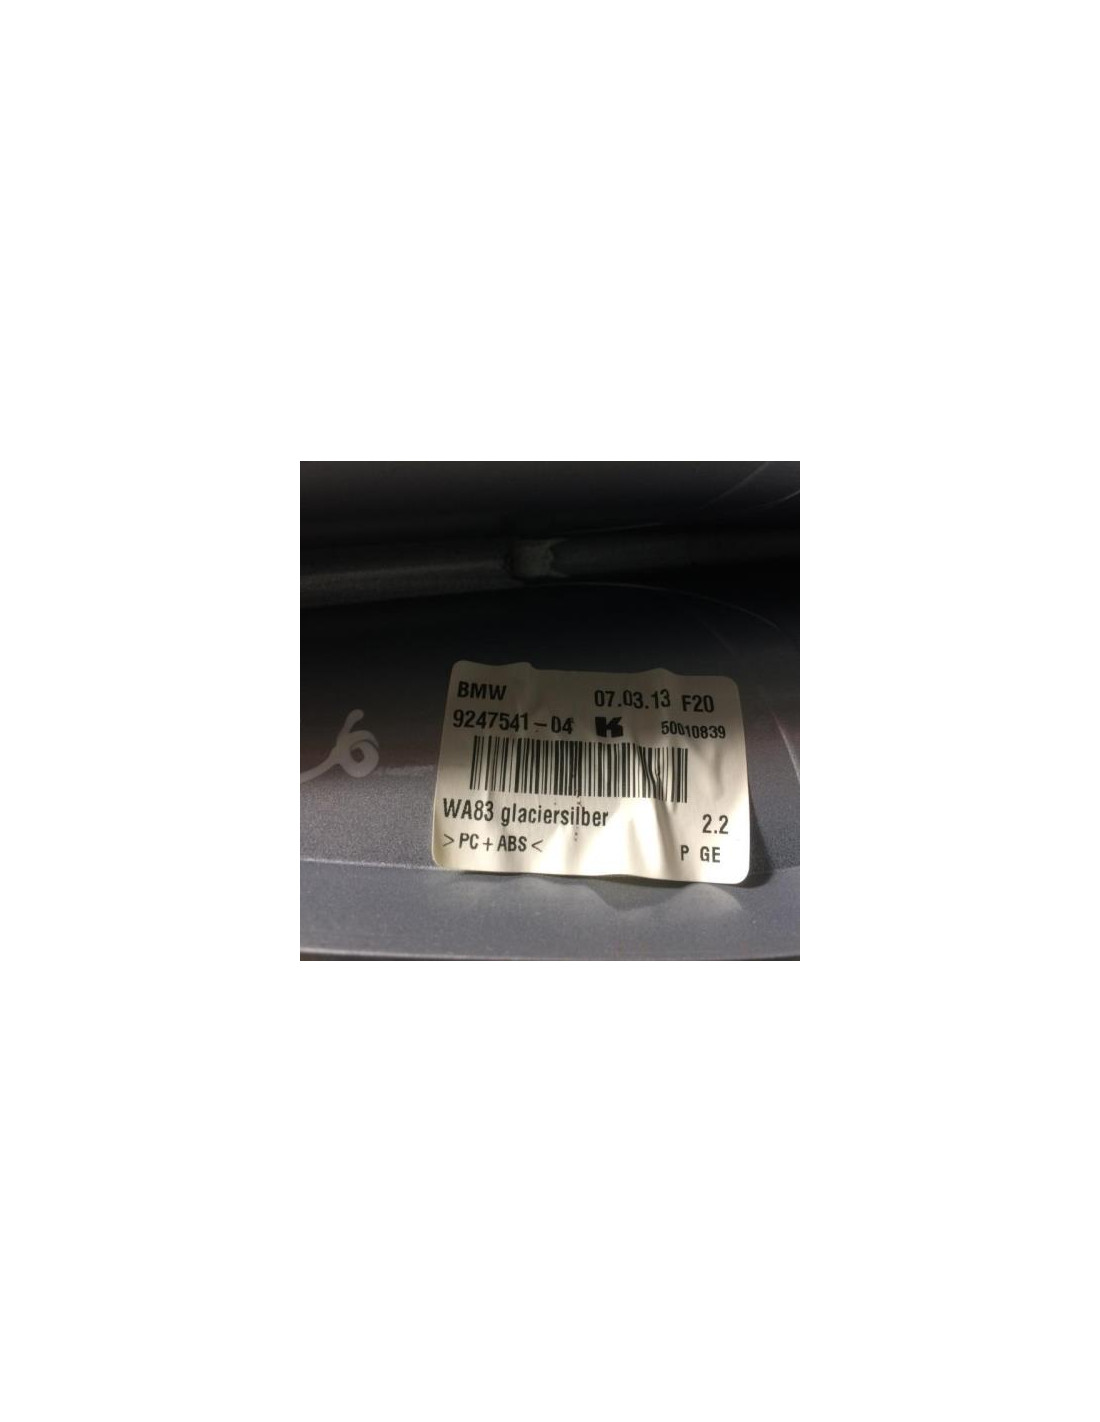 BMW 07.03.13 F20
9247541-04 K 50010839
WA83 glaciersilber 2.2
>PC+ABS< P GE